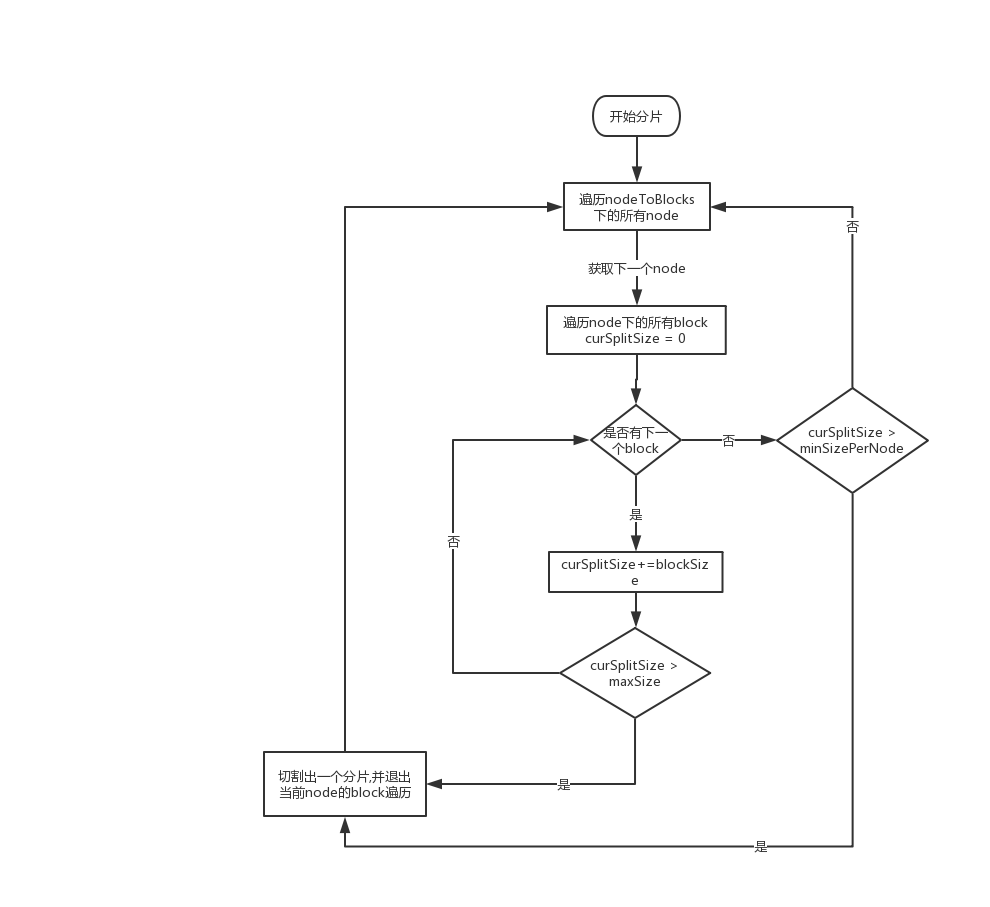 开始分片
遍历nodeToBlocks
下的所有node
否
获取下一个node
遍历node下的所有block
curSplitSize = 0
是否有下一
个block
否
curSplitSize >
minSizePerNode
是
否
curSplitSize+=blockSiz
e
curSplitSize >
maxSize
切割出一个分片,并退出
当前node的block遍历
是
是